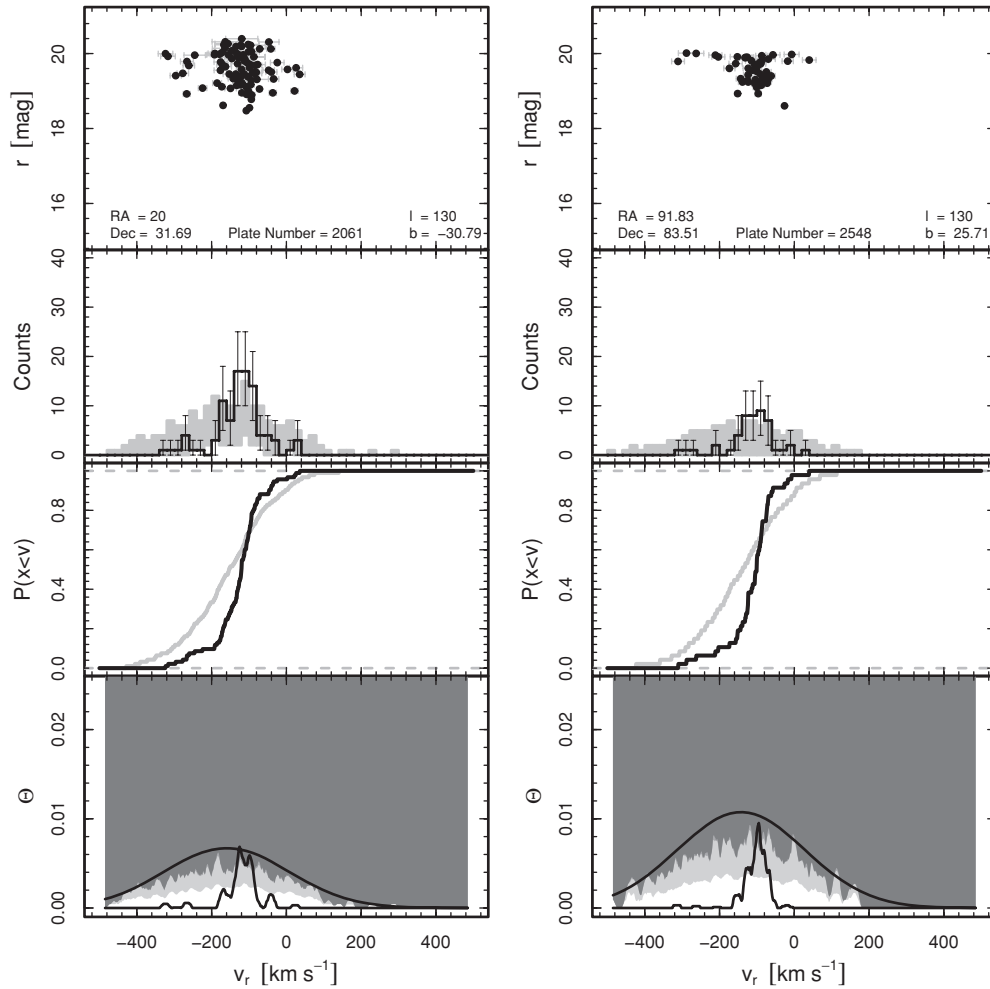 r [mag]
20
18
16
RA = 20
Dec = 31.69
Plate Number = 2061
l = 130
b = −30.79
r [mag]
20
18
16
RA = 91.83
Dec = 83.51
Plate Number = 2548
l = 130
b = 25.71
Counts
40
30
20
10
0
Counts
40
30
20
10
0
P(x<v)
0.8
0.4
0.0
P(x<v)
0.8
0.4
0.0
Θ
0.02
0.01
0.00
Θ
0.02
0.01
0.00
−400 −200 0 200 400
v_r [km s⁻¹]
−400 −200 0 200 400
v_r [km s⁻¹]